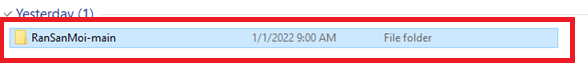 Yesterday (1)
RanSanMoi-main 1/1/2022 9:00 AM File folder